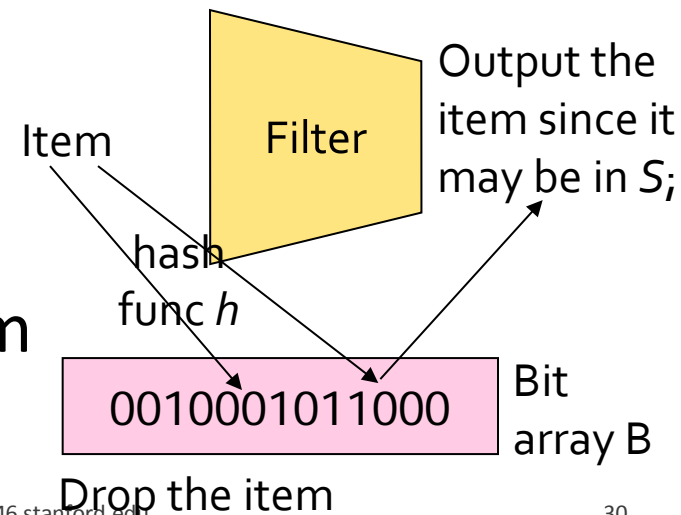 Output the
item since it
may be in S;
Item
Filter
hash
func h
m
0010001011000
Bit
array B
Drop the item
30